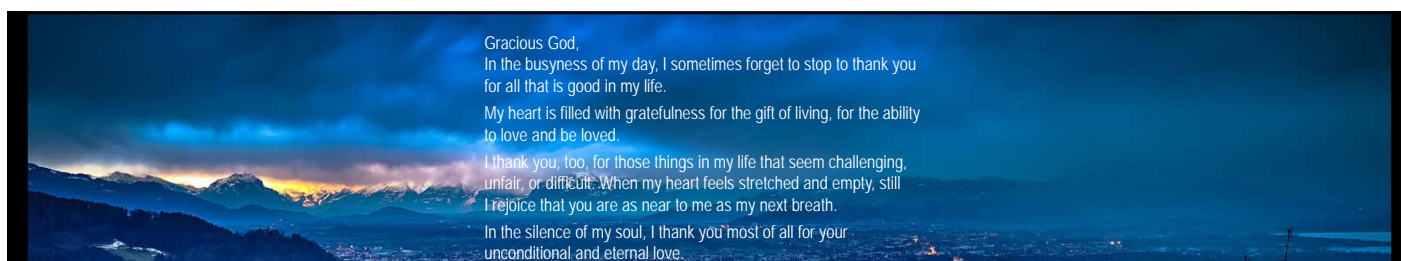 Gracious God,
In the busyness of my day, I sometimes forget to stop to thank you
for all that is good in my life.
My heart is filled with gratefulness for the gift of living, for the ability
to love and be loved.
I thank you, too, for those things in my life that seem challenging,
unfair, or difficult. When my heart feels stretched and empty, still
I rejoice that you are as near to me as my next breath.
In the silence of my soul, I thank you most of all for your
unconditional and eternal love.